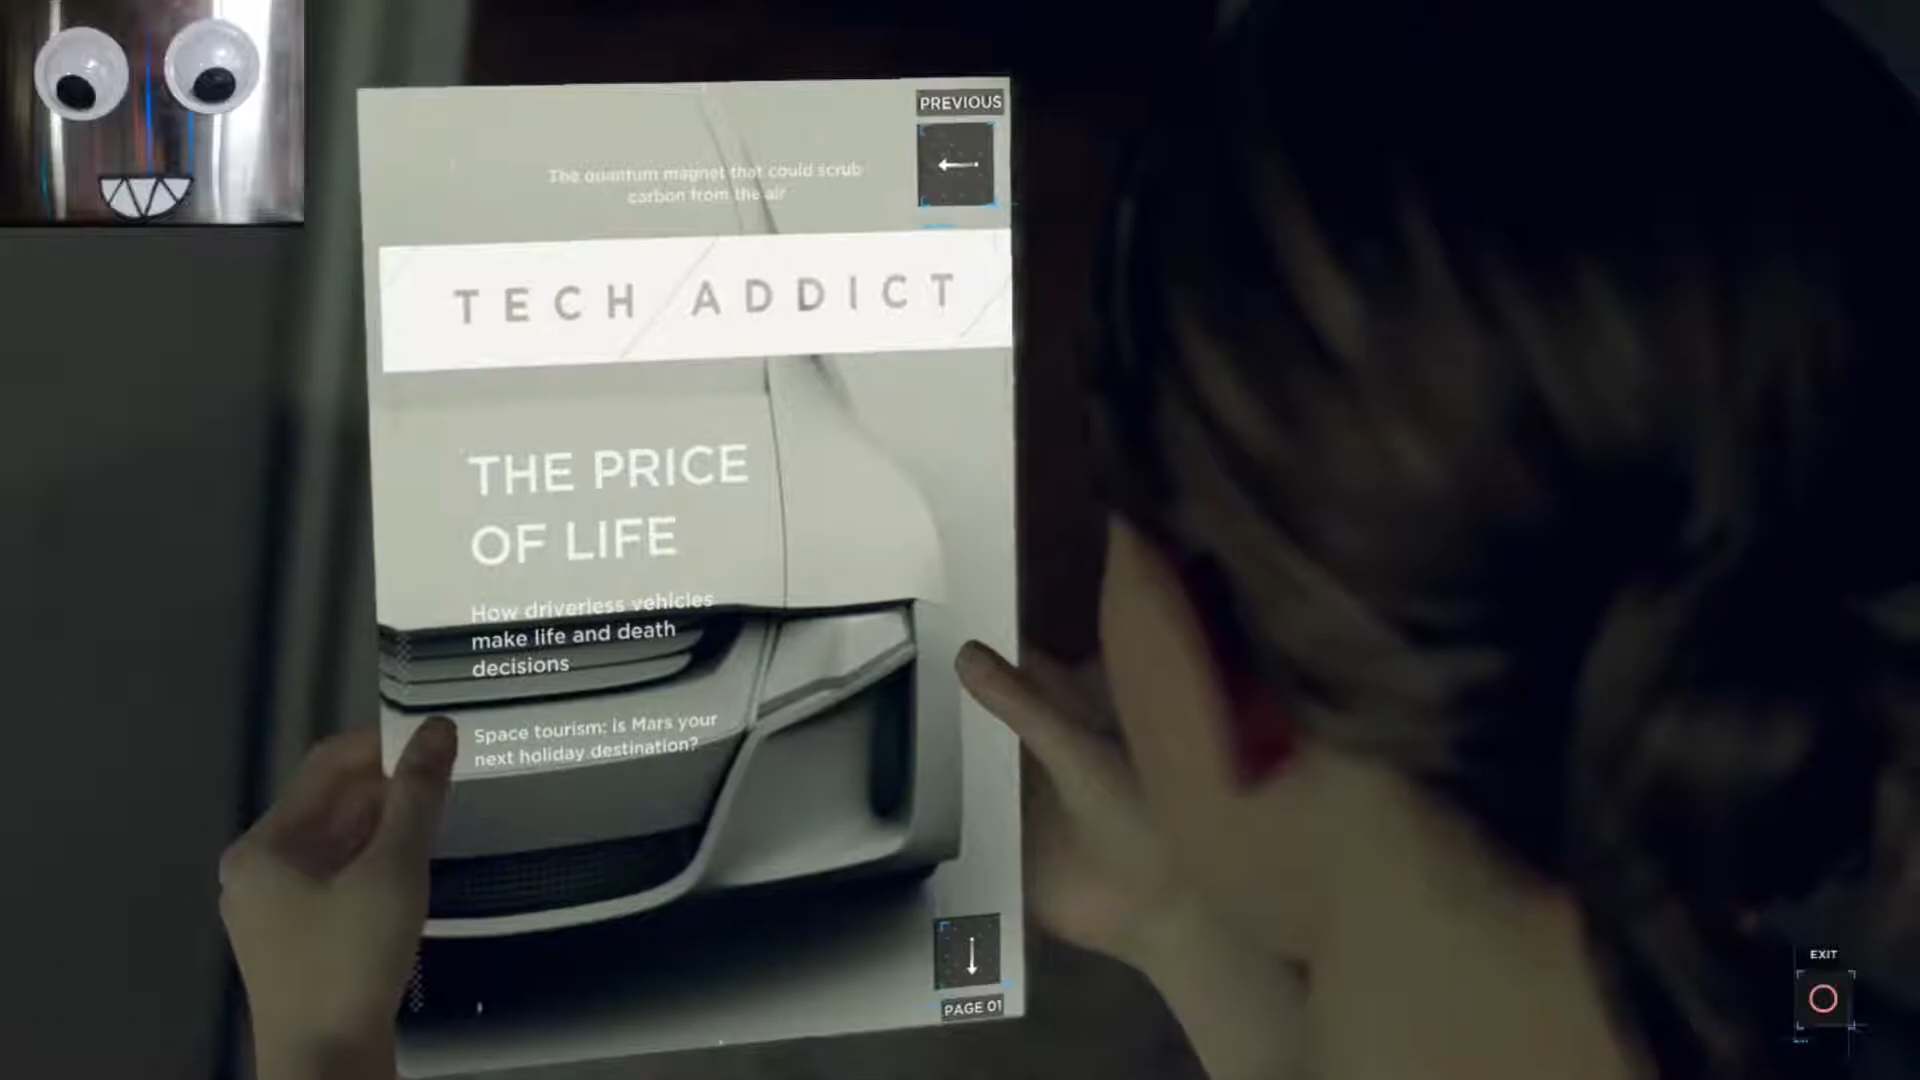 PREVIOUS
The quantum magnet that could scrub
carbon from the air
TECH ADDICT
THE PRICE
OF LIFE
How driverless vehicles
make life and death
decisions
Space tourism: is Mars your
next holiday destination?
PAGE 01
EXIT